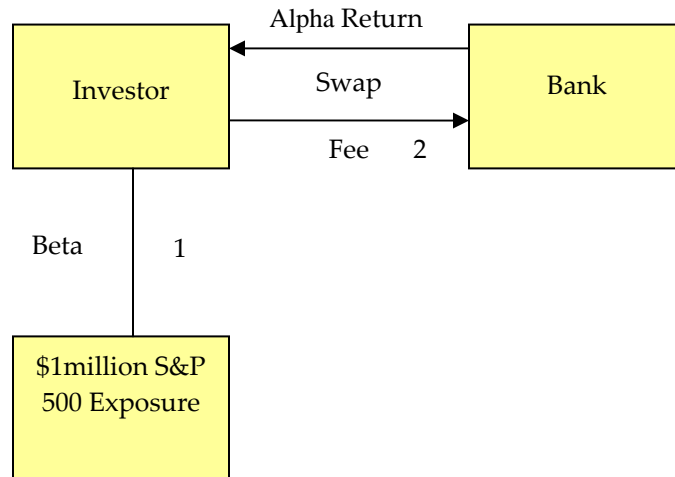 Alpha Return
Investor
Swap
Bank
Fee 2
Beta 1
$1million S&P
500 Exposure